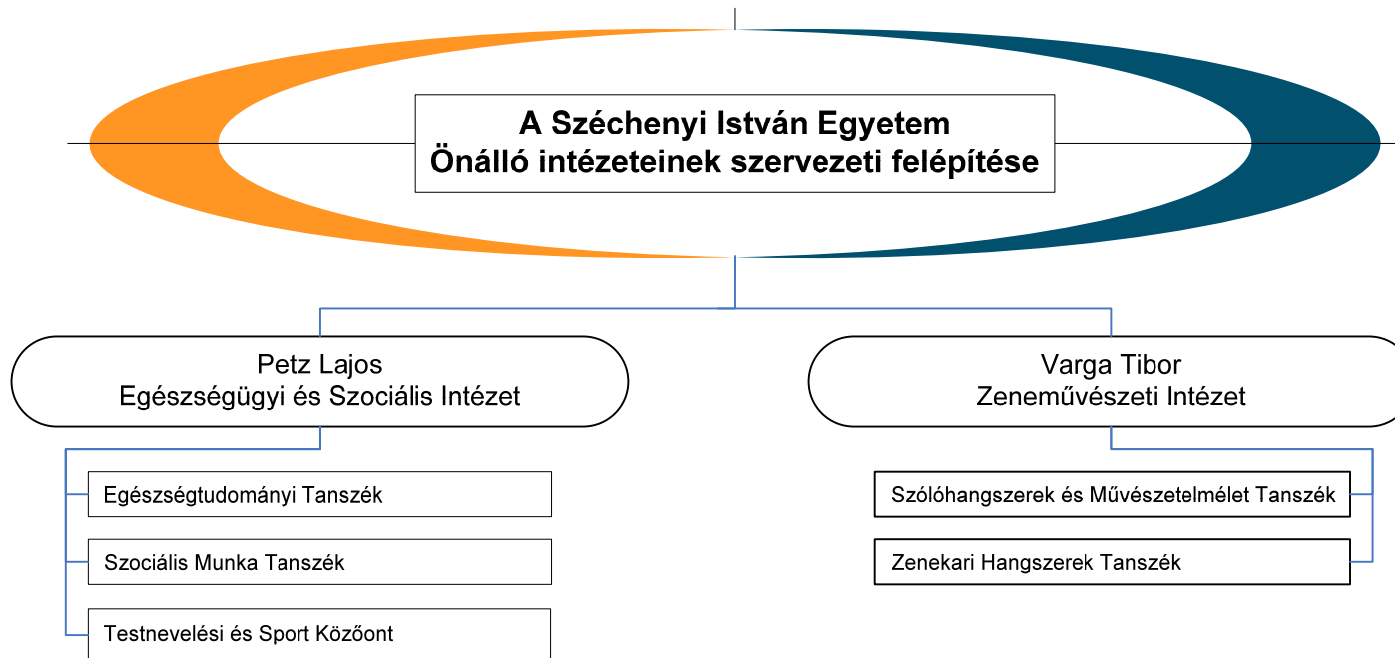 A Széchenyi István Egyetem
Önálló intézeteinek szervezeti felépítése
Petz Lajos
Egészségügyi és Szociális Intézet
Egészségtudományi Tanszék
Szociális Munka Tanszék
Testnevelési és Sport Közőont
Varga Tibor
Zeneművészeti Intézet
Szólóhangszerek és Művészetelmélet Tanszék
Zenekari Hangszerek Tanszék